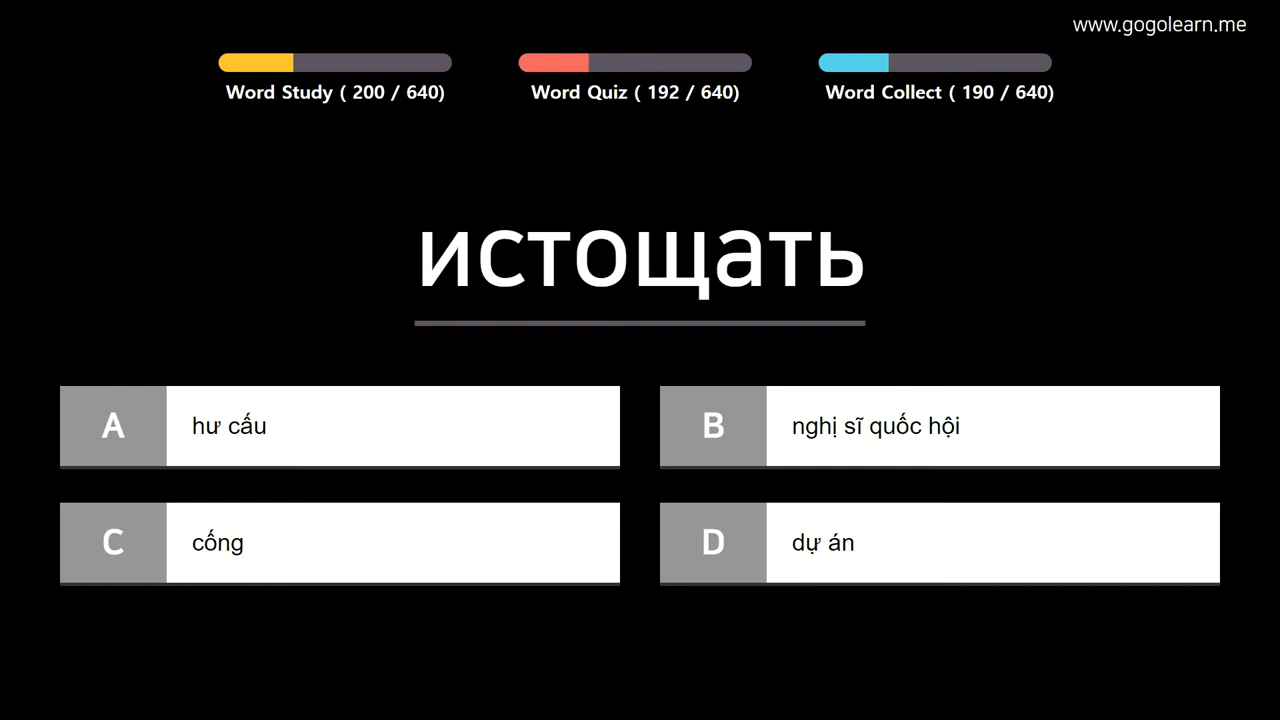 www.gogolearn.me
Word Study ( 200 / 640)
Word Quiz ( 192 / 640)
Word Collect ( 190 / 640)
истощать
A
hư cấu
B
nghị sĩ quốc hội
C
cống
D
dự án